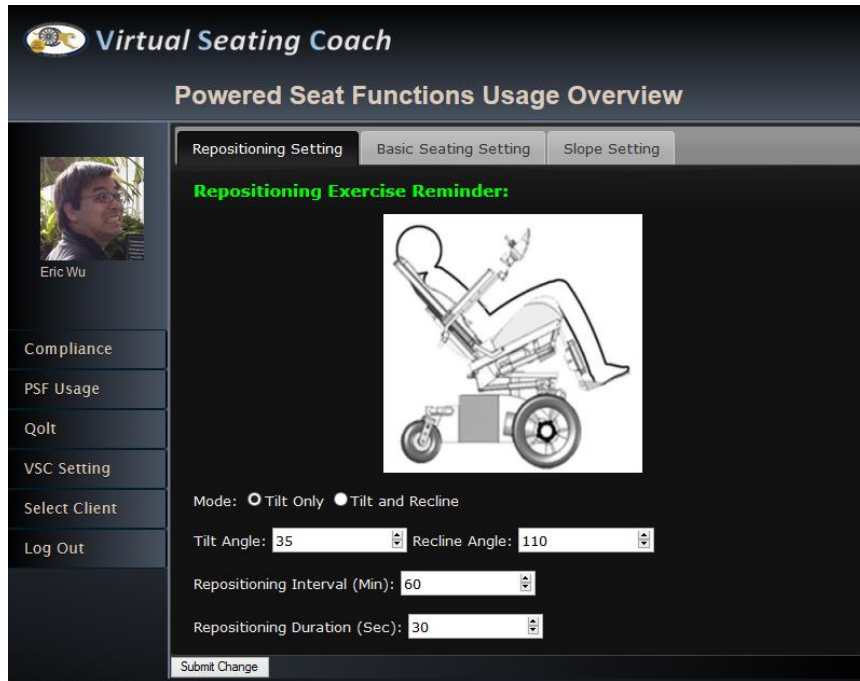 Virtual Seating Coach
Powered Seat Functions Usage Overview
Eric Wu
Compliance
PSF Usage
Qolt
VSC Setting
Select Client
Log Out
Repositioning Setting Basic Seating Setting Slope Setting
Repositioning Exercise Reminder:
Mode: Tilt Only Tilt and Recline
Tilt Angle: 35 Recline Angle: 110
Repositioning Interval (Min): 60
Repositioning Duration (Sec): 30
Submit Change